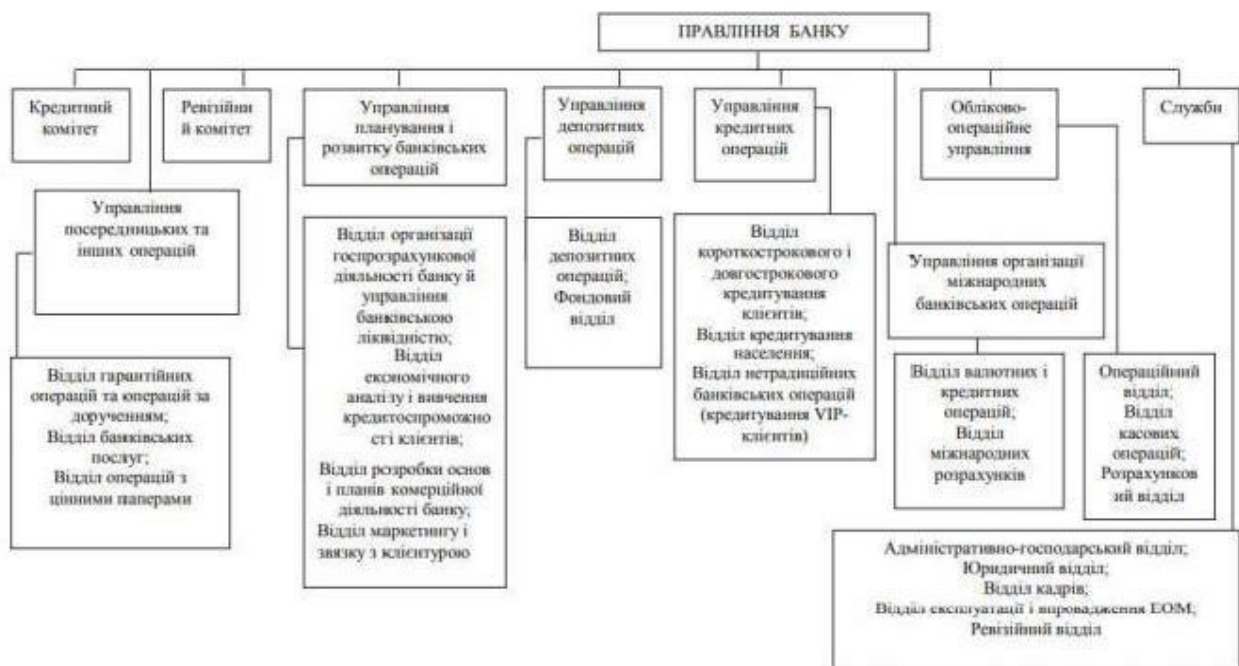 ПРАВЛІННЯ БАНКУ
Кредитний
комітет
Ревізійни
й комітет
Управління
планування і
розвитку банківських
операцій
Управління
депозитних
операцій
Управління
кредитних
операцій
Обліково-
операційне
управління
Служби
Управління
посередницьких та
інших операцій
Відділ організації
госпрозрахункової
діяльності банку й
управління
банківською
ліквідністю;
Відділ
економічного
аналізу і вивчення
кредитоспроможно
сті клієнтів;
Відділ розробки основ
і планів комерційної
діяльності банку;
Відділ маркетингу і
звязку з клієнтурою
Відділ
депозитних
операцій;
Фондовий
відділ
Відділ
короткострокового і
довгострокового
кредитування
клієнтів;
Відділ кредитування
населення;
Відділ нетрадиційних
банківських операцій
(кредитування VIP-
клієнтів)
Управління організації
міжнародних
банківських операцій
Відділ гарантійних
операцій та операцій за
дорученням;
Відділ банківських
послуг;
Відділ операцій з
цінними паперами
Відділ валютних і
кредитних
операцій;
Відділ
міжнародних
розрахунків
Операційний
відділ;
Відділ
касових
операцій;
Розрахунков
ий відділ
Адміністративно-господарський відділ;
Юридичний відділ;
Відділ кадрів;
Відділ експлуатації і впровадження ЕОМ;
Ревізійний відділ